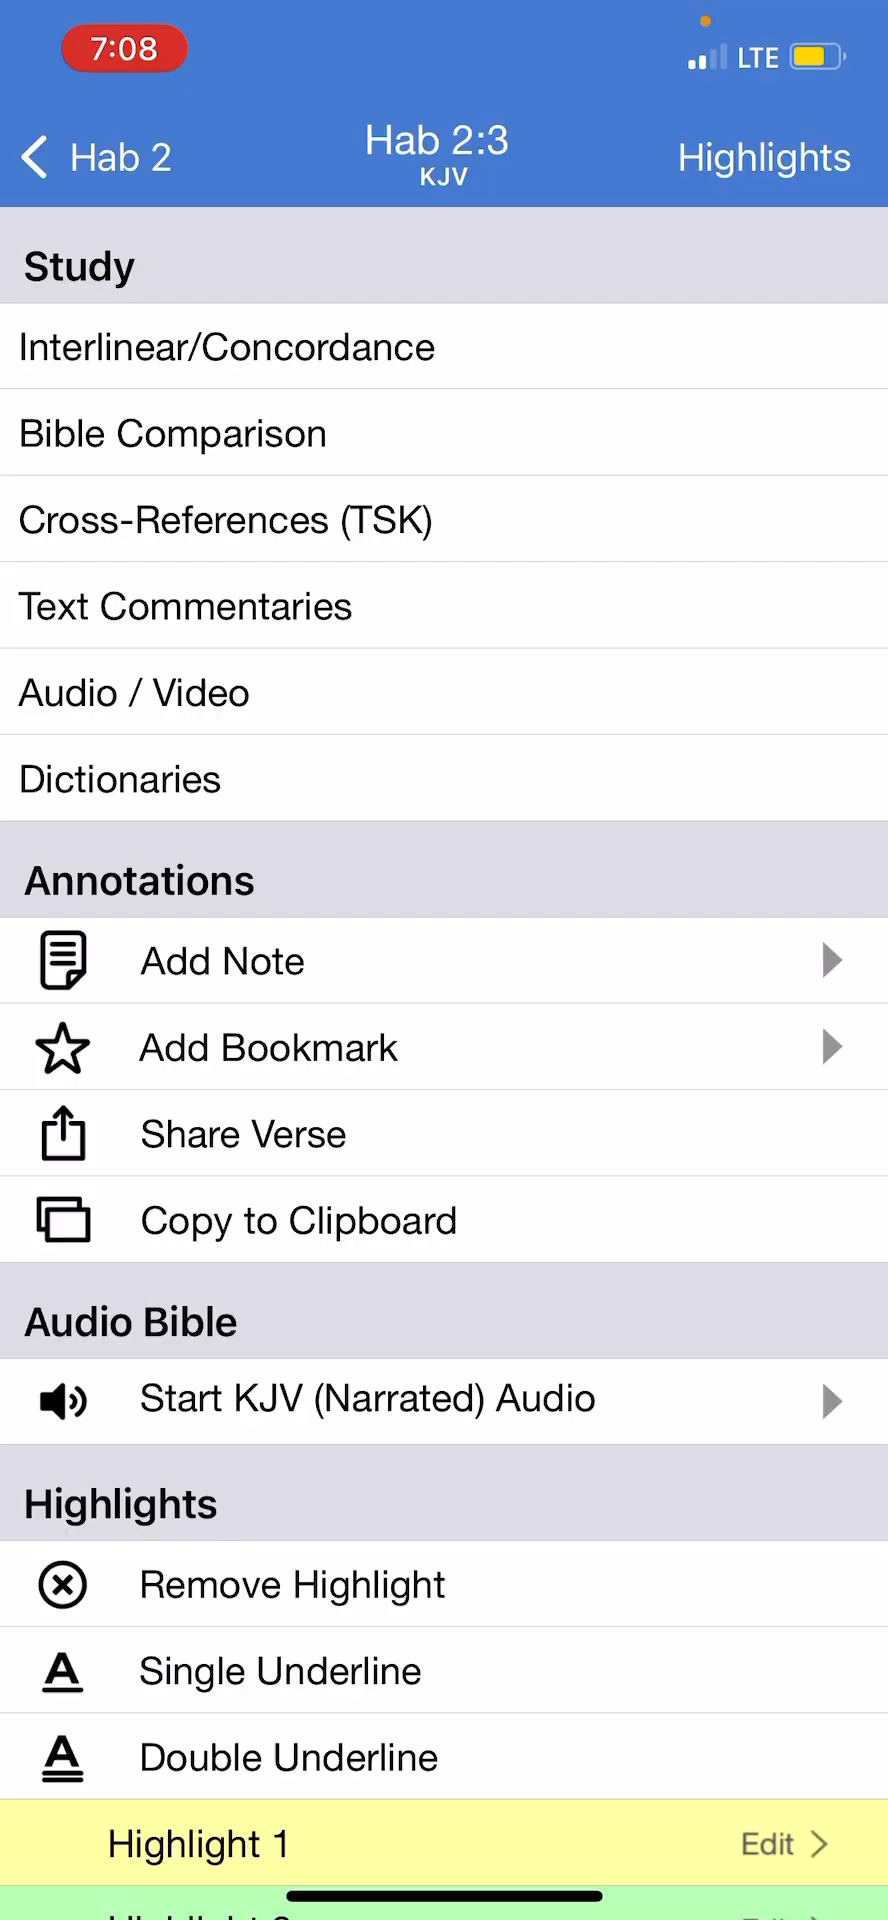 7:08
LTE
Hab 2
Hab 2:3
KJV
Highlights
Study
Interlinear/Concordance
Bible Comparison
Cross-References (TSK)
Text Commentaries
Audio / Video
Dictionaries
Annotations
Add Note
Add Bookmark
Share Verse
Copy to Clipboard
Audio Bible
Start KJV (Narrated) Audio
Highlights
Remove Highlight
A Single Underline
A Double Underline
Highlight 1 Edit